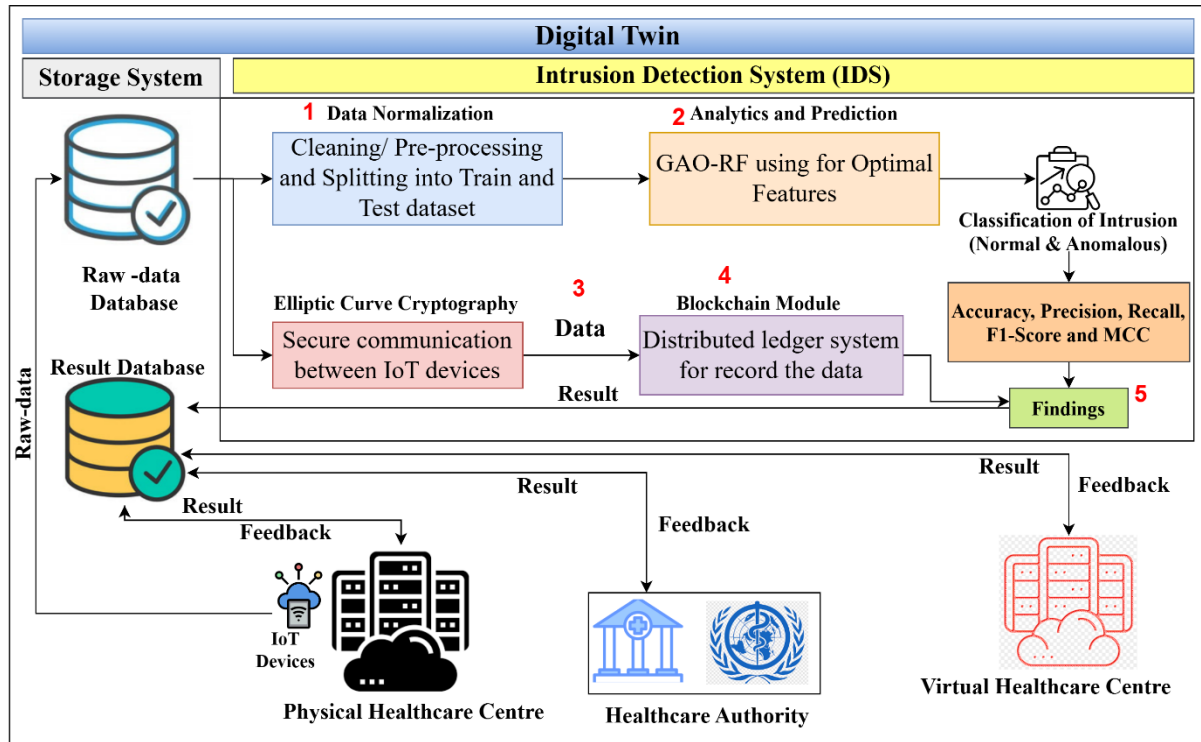 Digital Twin
Storage System
Intrusion Detection System (IDS)
1
Data Normalization
2
Analytics and Prediction
Cleaning/ Pre-processing
and Splitting into Train and
Test dataset
GAO-RF using for Optimal
Features
Classification of Intrusion
(Normal & Anomalous)
Raw -data
Database
Elliptic Curve Cryptography
3
Data
4
Blockchain Module
Secure communication
between IoT devices
Distributed ledger system
for record the data
Accuracy, Precision, Recall,
F1-Score and MCC
Result Database
Result
Findings
5
Raw-data
Result
Feedback
Result
Feedback
Result
Feedback
IoT
Devices
Physical Healthcare Centre
Healthcare Authority
Virtual Healthcare Centre